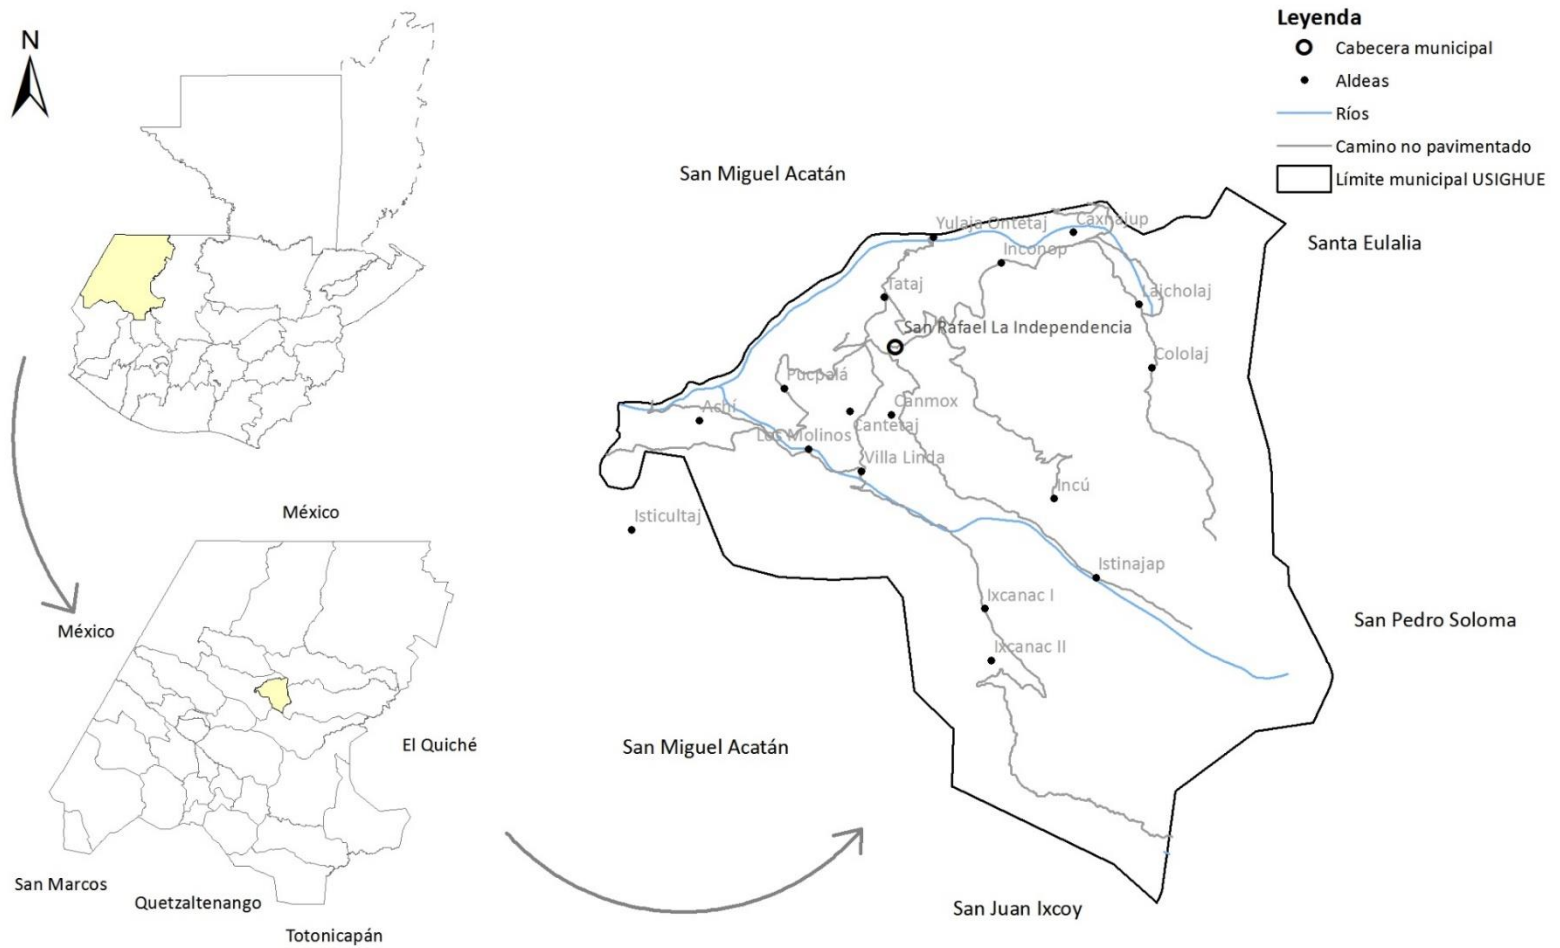 N
Leyenda
Cabecera municipal
Aldeas
Ríos
Camino no pavimentado
Límite municipal USIGHUE
San Miguel Acatán
Santa Eulalia
Yulaja Ontetaj
Caxnajup
Inconop
Tataj
Lajcholaj
San Rafael La Independencia
Cololaj
Pucpalá
Ashí
Canmox
Cantetaj
Los Molinos
Villa Linda
Incú
Isticultaj
Istinajap
Ixcanac I
Ixcanac II
San Pedro Soloma
San Miguel Acatán
San Juan Ixcoy
México
México
El Quiché
San Marcos
Quetzaltenango
Totonicapán